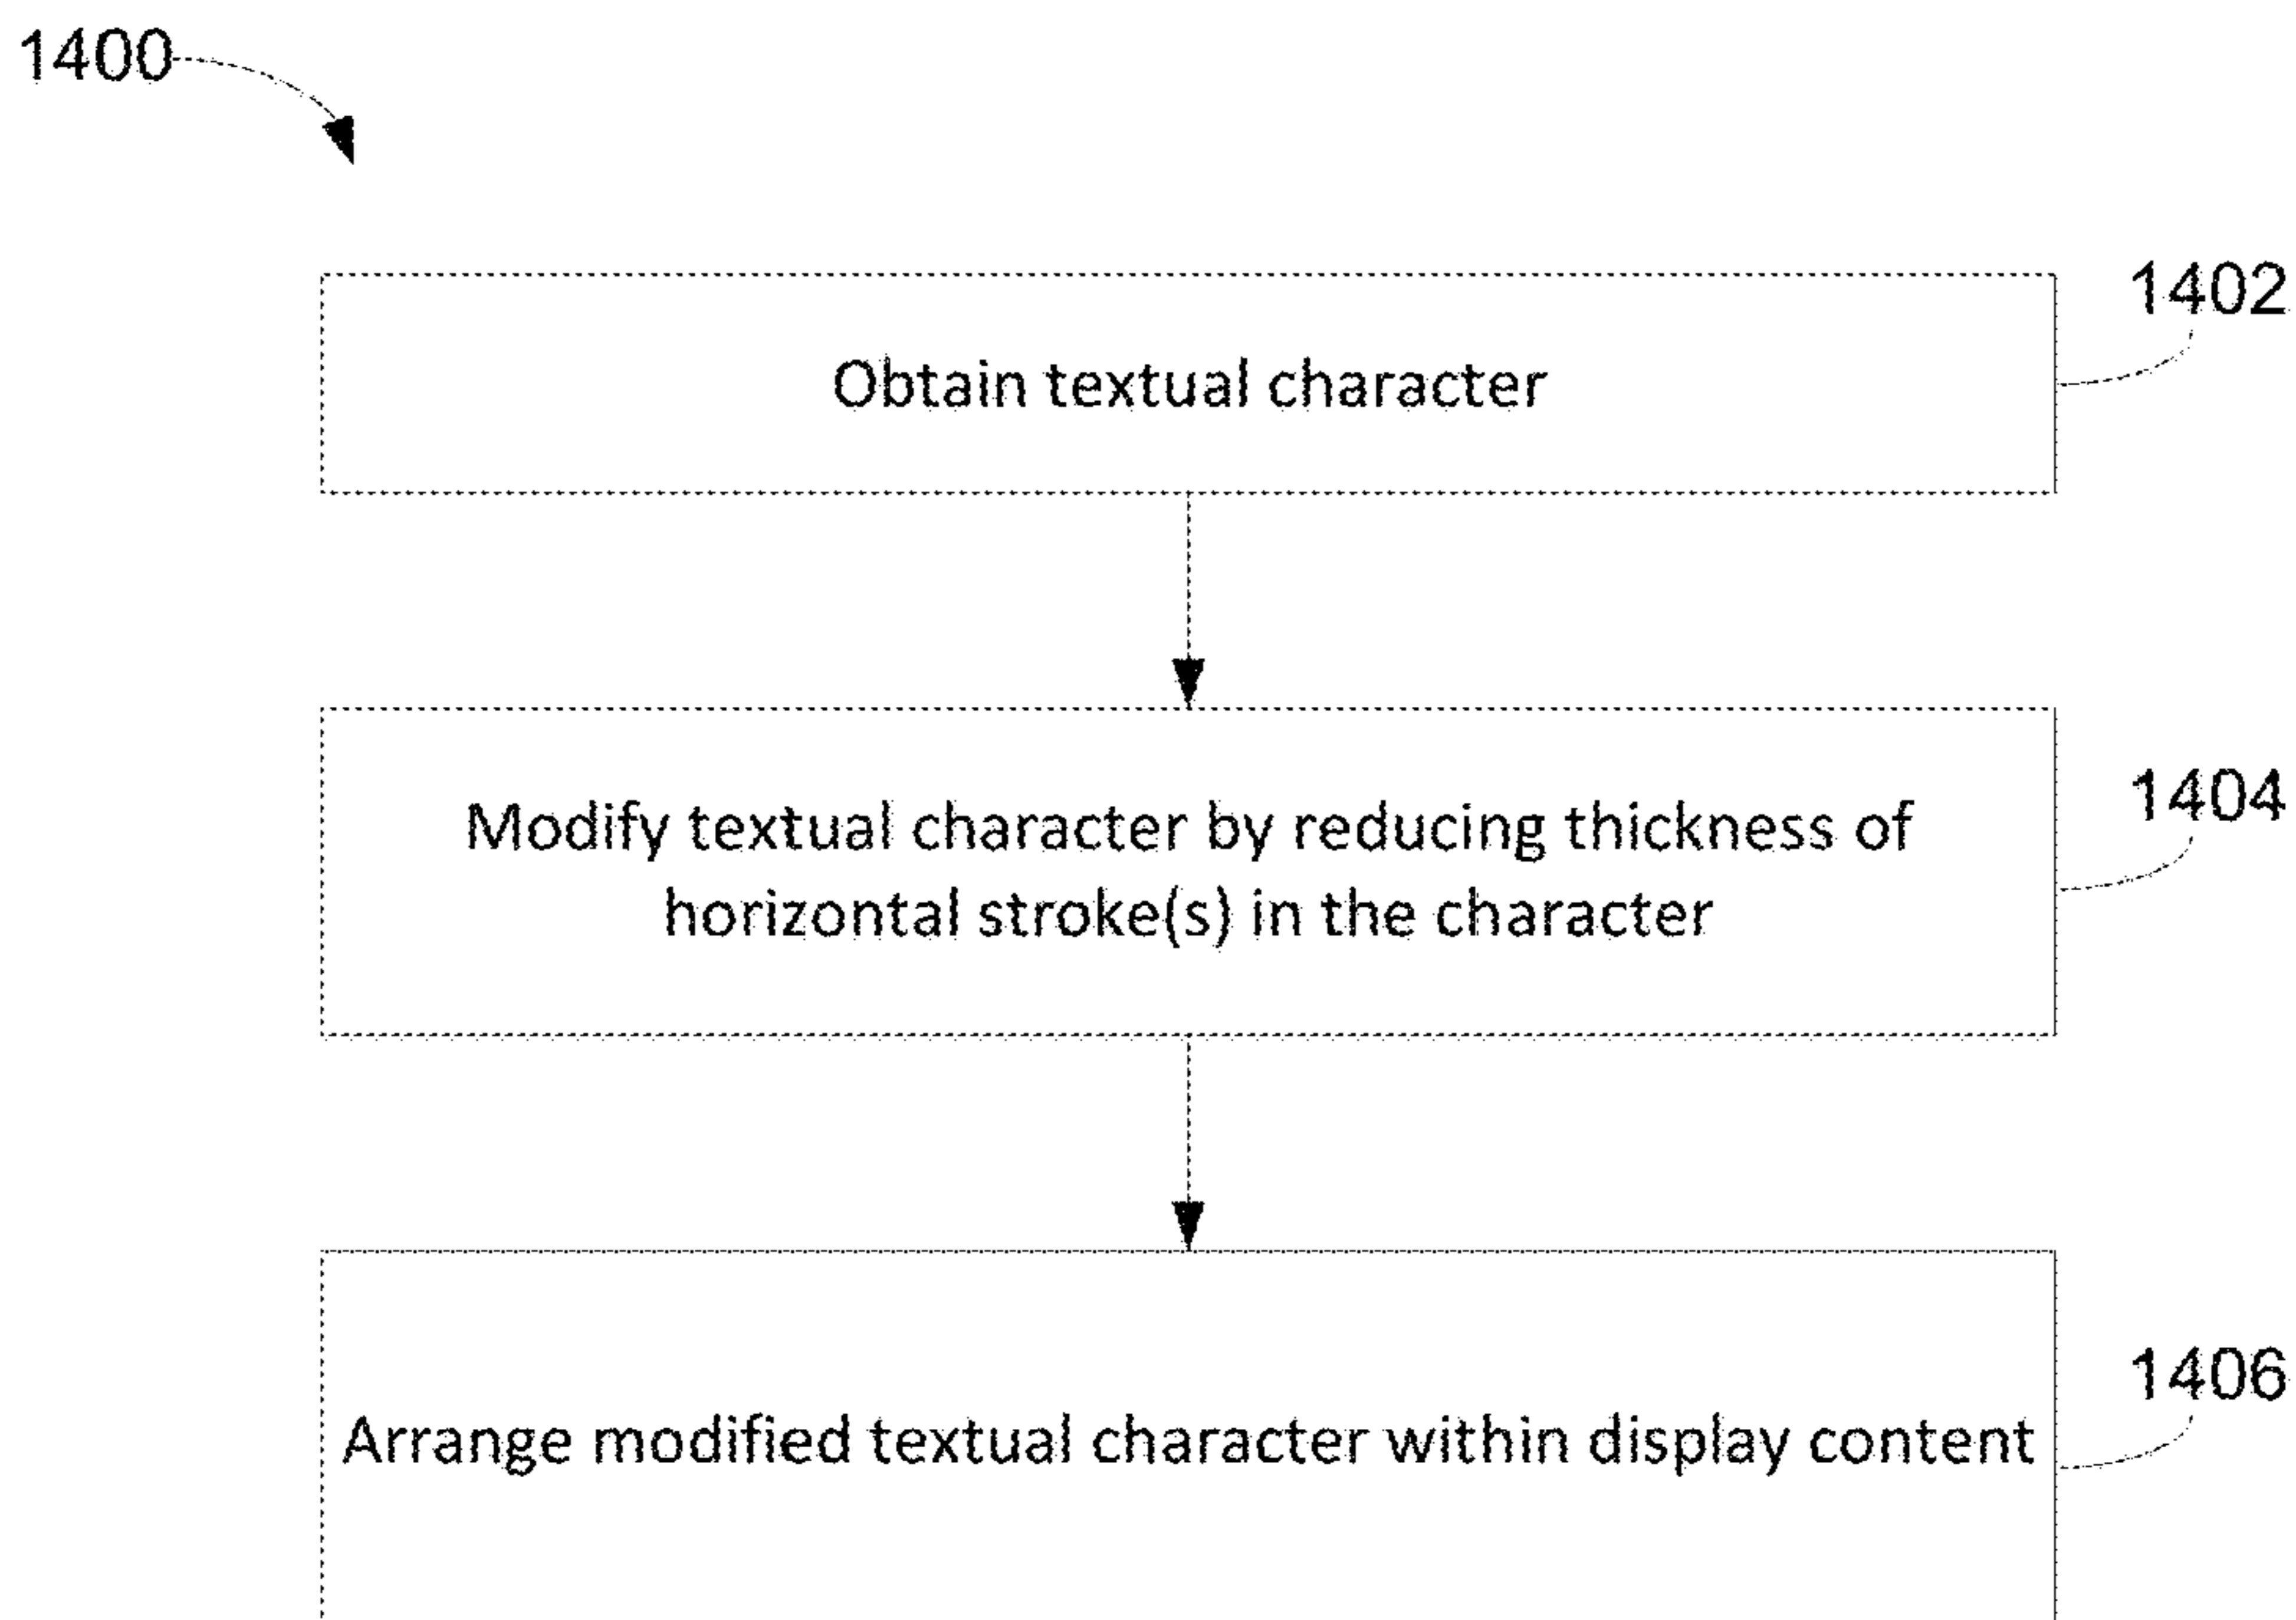 1400
1402
Obtain textual character
1404
Modify textual character by reducing thickness of
horizontal stroke(s) in the character
1406
Arrange modified textual character within display content